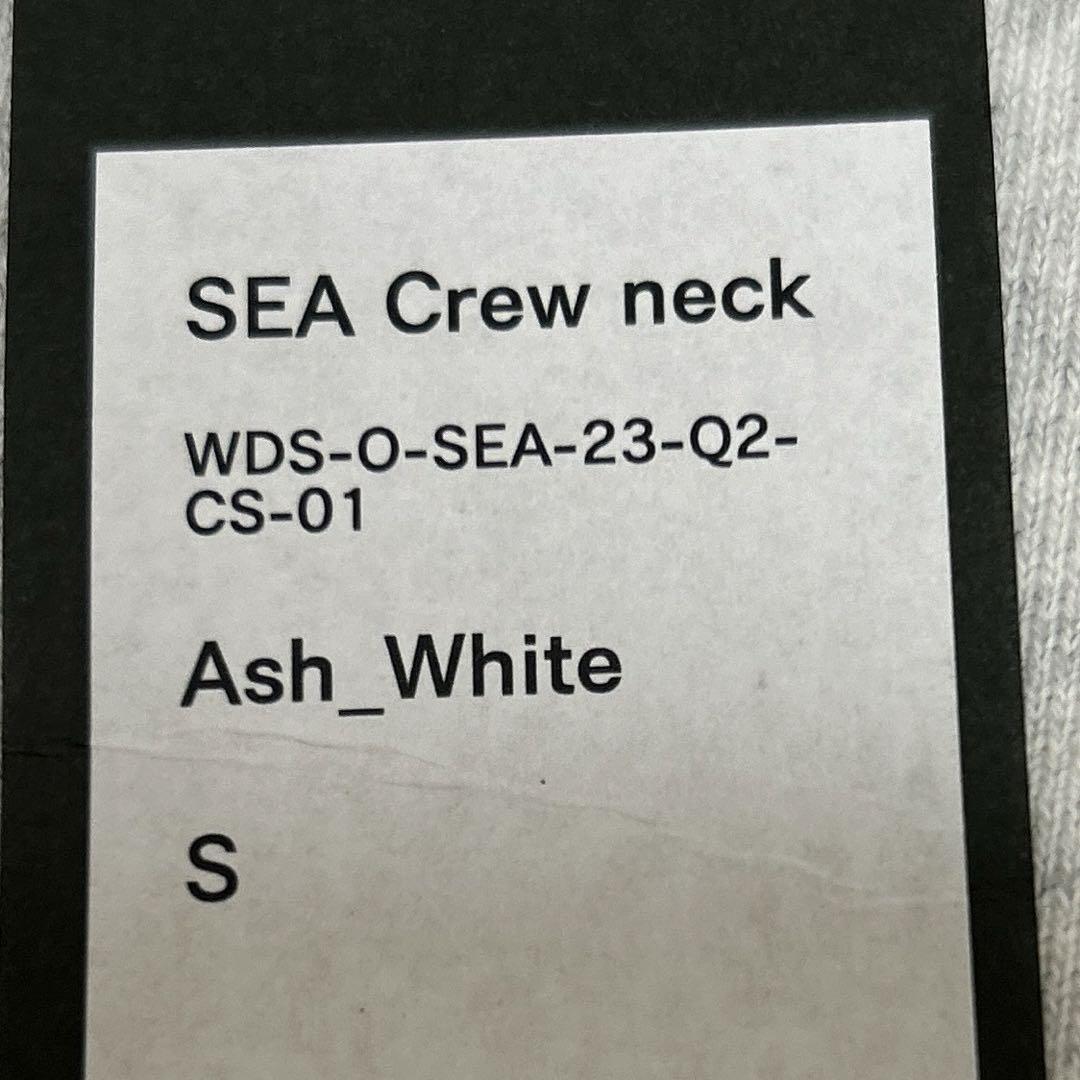 SEA Crew neck
WDS-O-SEA-23-Q2-
CS-01
Ash_White
S